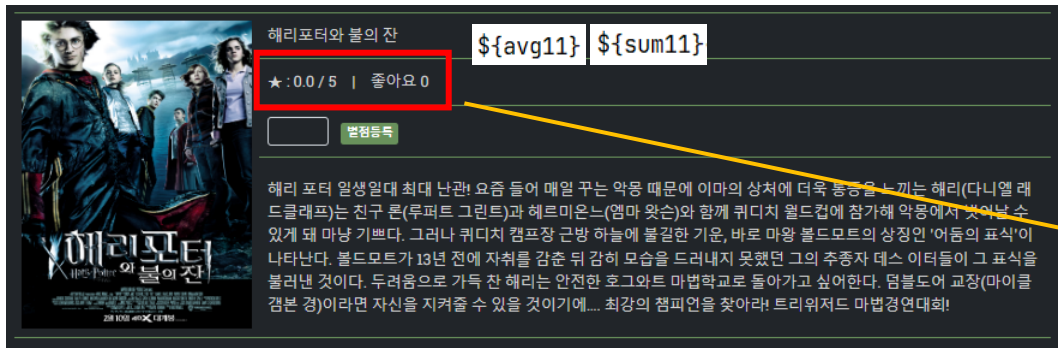 해리포터와 불의 잔
${avg11} ${sum11}
★ : 0.0 / 5 | 좋아요 0
별점등록
해리 포터 일생일대 최대 난관! 요즘 들어 매일 꾸는 악몽 때문에 이마의 상처에 더욱 통증을 느끼는 해리(다니엘 래
드클래프)는 친구 론(루퍼트 그린트)과 헤르미온느(엠마 왓슨)와 함께 퀴디치 월드컵에 참가해 악몽에서 벗어날 수
있게 돼 마냥 기쁘다. 그러나 퀴디치 캠프장 근방 하늘에 불길한 기운, 바로 마왕 볼드모트의 상징인 '어둠의 표식'이
나타난다. 볼드모트가 13년 전에 자취를 감춘 뒤 감히 모습을 드러내지 못했던 그의 추종자 데스 이터들이 그 표식을
불러낸 것이다. 두려움으로 가득 찬 해리는 안전한 호그와트 마법학교로 돌아가고 싶어한다. 덤블도어 교장(마이클
갬본 경)이라면 자신을 지켜줄 수 있을 것이기에.... 최강의 챔피언을 찾아라! 트리위저드 마법경연대회!
해리포터
Harry Potter 와 불의 잔
2월 10일 4DX 대개봉